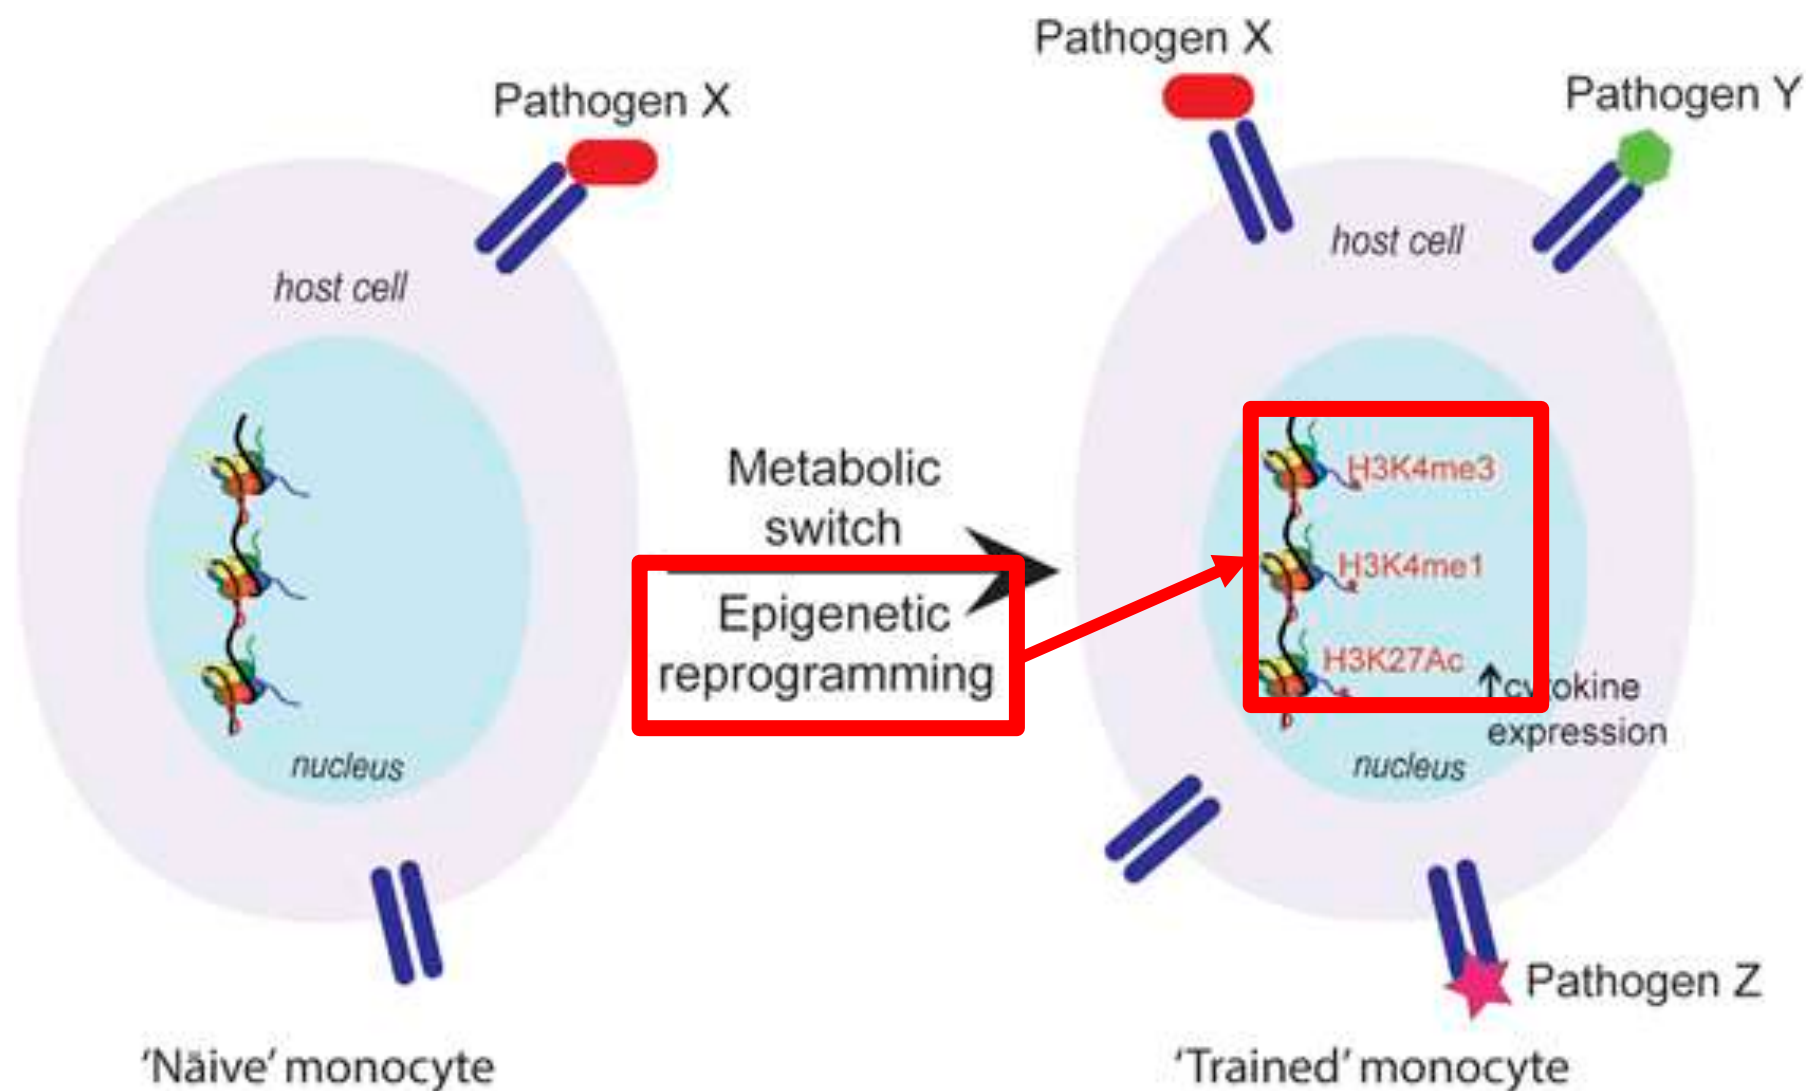 Pathogen X
host cell
nucleus
'Näive' monocyte
Metabolic
switch
Epigenetic
reprogramming
Pathogen X
Pathogen Y
host cell
H3K4me3
H3K4me1
H3K27Ac
↑cyrokine
expression
nucleus
Pathogen Z
'Trained' monocyte